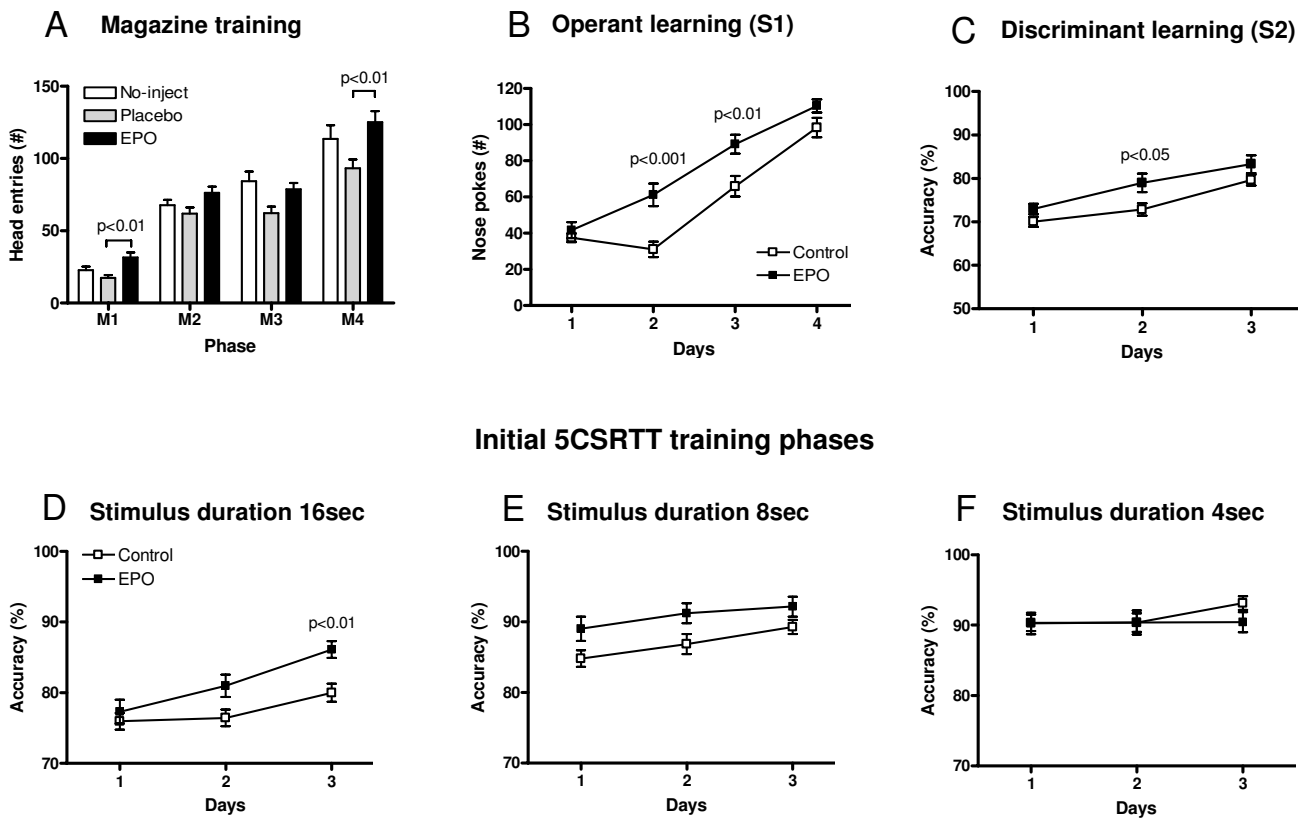 A Magazine training
150
100
50
0
Head entries (#)
No-inject
Placebo
EPO
p<0.01
p<0.01
M1 M2 M3 M4
Phase
B Operant learning (S1)
120
100
80
60
40
20
0
Nose pokes (#)
p<0.001
p<0.01
Control
EPO
1 2 3 4
Days
C Discriminant learning (S2)
100
90
80
70
60
50
Accuracy (%)
p<0.05
1 2 3
Days
Initial 5CSRTT training phases
D Stimulus duration 16sec
100
90
80
70
Accuracy (%)
Control
EPO
p<0.01
1 2 3
Days
E Stimulus duration 8sec
100
90
80
70
Accuracy (%)
1 2 3
Days
F Stimulus duration 4sec
100
90
80
70
Accuracy (%)
1 2 3
Days